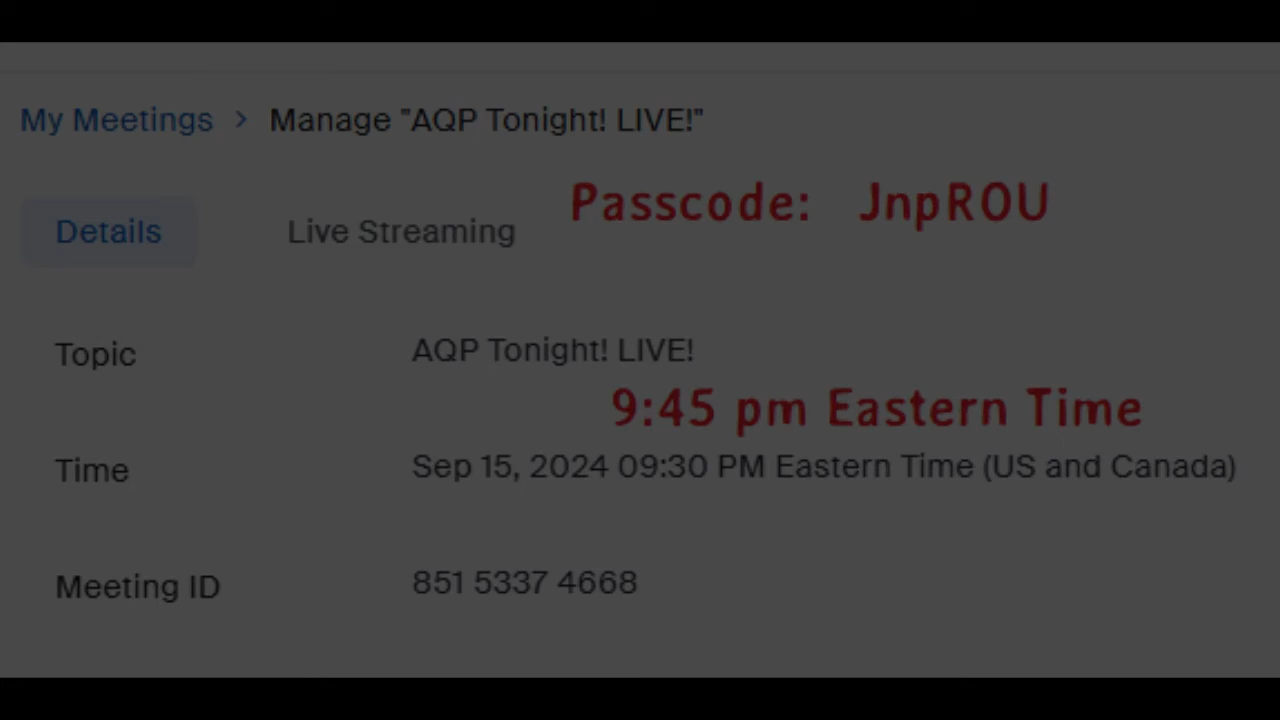 My Meetings > Manage "AQP Tonight! LIVE!"
Passcode: JnpROU
Details Live Streaming
Topic AQP Tonight! LIVE!
9:45 pm Eastern Time
Time Sep 15, 2024 09:30 PM Eastern Time (US and Canada)
Meeting ID 851 5337 4668